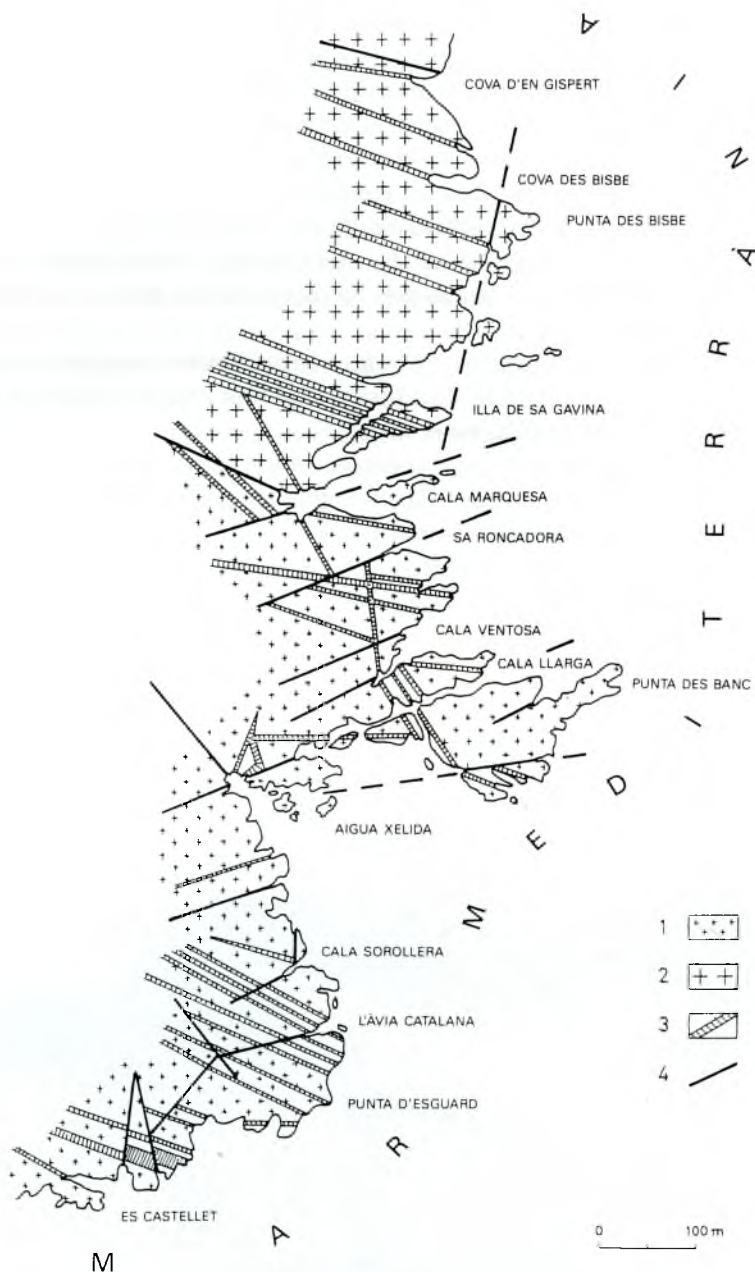 COVA D'EN GISPERT
COVA DES BISBE
PUNTA DES BISBE
ILLA DE SA GAVINA
CALA MARQUESA
SA RONCADORA
CALA VENTOSA
CALA LLARGA
PUNTA DES BANC
AIGUA XELIDA
CALA SOROLLERA
L'ÀVIA CATALANA
PUNTA D'ESGUARD
ES CASTELLET
MAR MEDITERRÀNIA
1
2
3
4
0 100 m